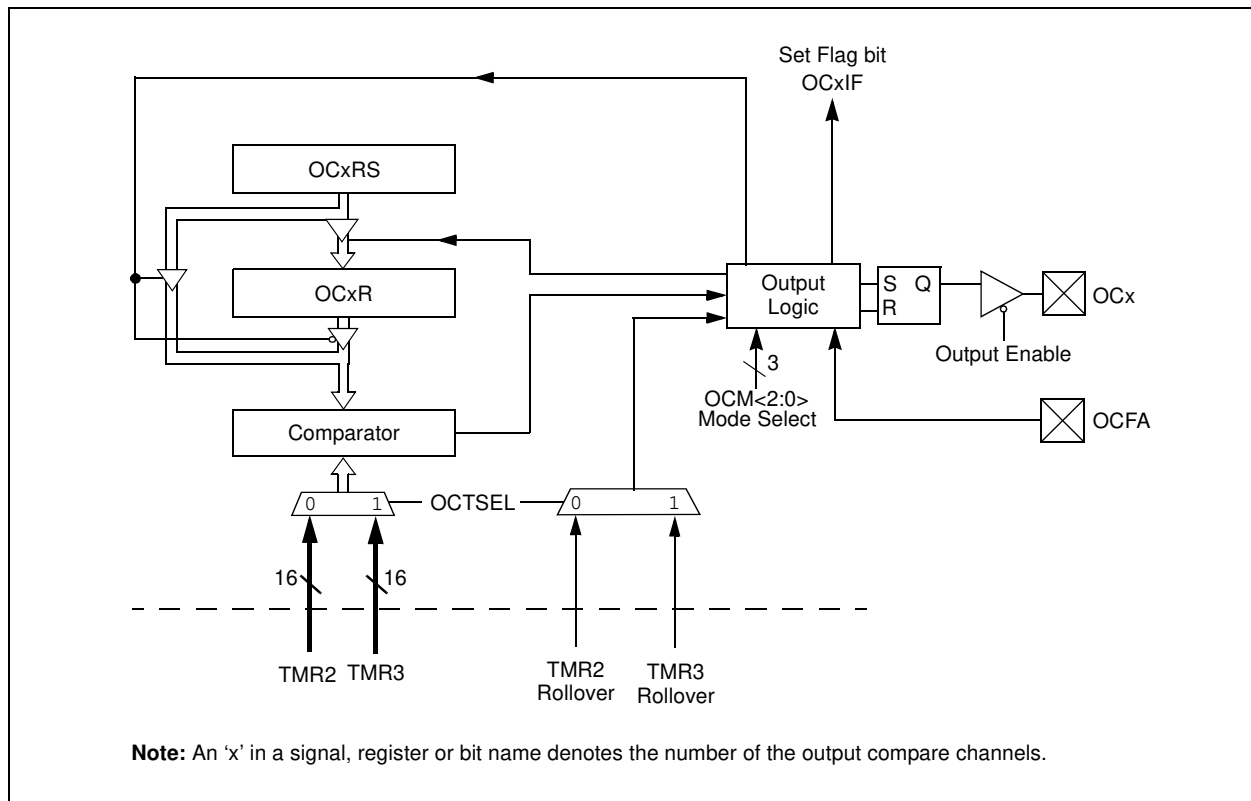 Set Flag bit
OCxIF
OCxRS
OCxR
Output
Logic
S Q
R
OCx
Output Enable
3
OCM<2:0>
Mode Select
OCFA
Comparator
0 1
OCTSEL
0 1
16
16
TMR2
TMR3
TMR2
Rollover
TMR3
Rollover
Note: An ‘x’ in a signal, register or bit name denotes the number of the output compare channels.